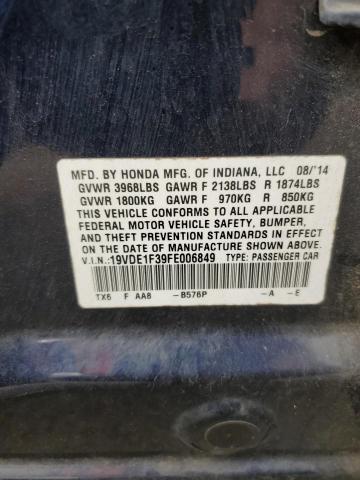 MFD. BY HONDA MFG. OF INDIANA, LLC 08/'14
GVWR 3968LBS GAWR F 2138LBS R 1874LBS
GVWR 1800KG GAWR F 970KG R 850KG
THIS VEHICLE CONFORMS TO ALL APPLICABLE
FEDERAL MOTOR VEHICLE SAFETY, BUMPER,
AND THEFT PREVENTION STANDARDS IN EFFECT
ON THE DATE OF MANUFACTURE SHOWN ABOVE.
V.I.N.: 19VDE1F39FE006849 TYPE: PASSENGER CAR
TX6 F AA8 -B576P -A -E